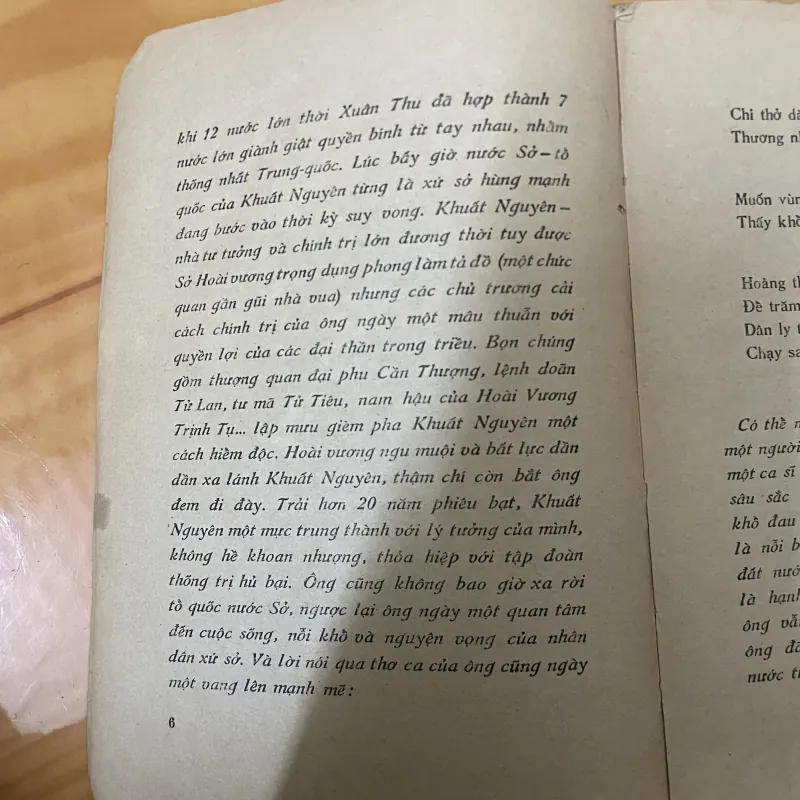 khi 12 nước lớn thời Xuân Thu đã hợp thành 7
nước lớn giành giật quyền bính từ tay nhau, nhằm
thống nhất Trung-quốc. Lúc bấy giờ nước Sở – tổ
quốc của Khuất Nguyên từng là xứ sở hùng mạnh
đang bước vào thời kỳ suy vong. Khuất Nguyên –
nhà tư tưởng và chính trị lớn đương thời tuy được
Sở Hoài vương trọng dụng phong làm tả đồ (một chức
quan gần gũi nhà vua) nhưng các chủ trương cải
cách chính trị của ông ngày một mâu thuẫn với
quyền lợi của các đại thần trong triều. Bọn chúng
gồm thượng quan đại phu Cần Thượng, lệnh doãn
Tử Lan, tư mã Tử Tiêu, nam hậu của Hoài Vương
Trịnh Tụ... lập mưu gièm pha Khuất Nguyên một
cách hiểm độc. Hoài vương ngu muội và bất lực dần
dần xa lánh Khuất Nguyên, thậm chí còn bắt ông
đem đi đày. Trải hơn 20 năm phiêu bạt, Khuất
Nguyên một mực trung thành với lý tưởng của mình,
không hề khoan nhượng, thỏa hiệp với tập đoàn
thống trị hủ bại. Ông cũng không bao giờ xa rời
tổ quốc nước Sở, ngược lại ông ngày một quan tâm
đến cuộc sống, nỗi khổ và nguyện vọng của nhân
dân xứ sở. Và lời nói qua thơ ca của ông cũng ngày
một vang lên mạnh mẽ:
6
Chỉ thở
Thương
Muốn
Thấy
Hoàng
Đề trăm
Dân ly
Chạy
Có thể
một người
một ca sĩ
sâu sắc
khổ đau
là nỗi
đất
là
ông
ông
nước